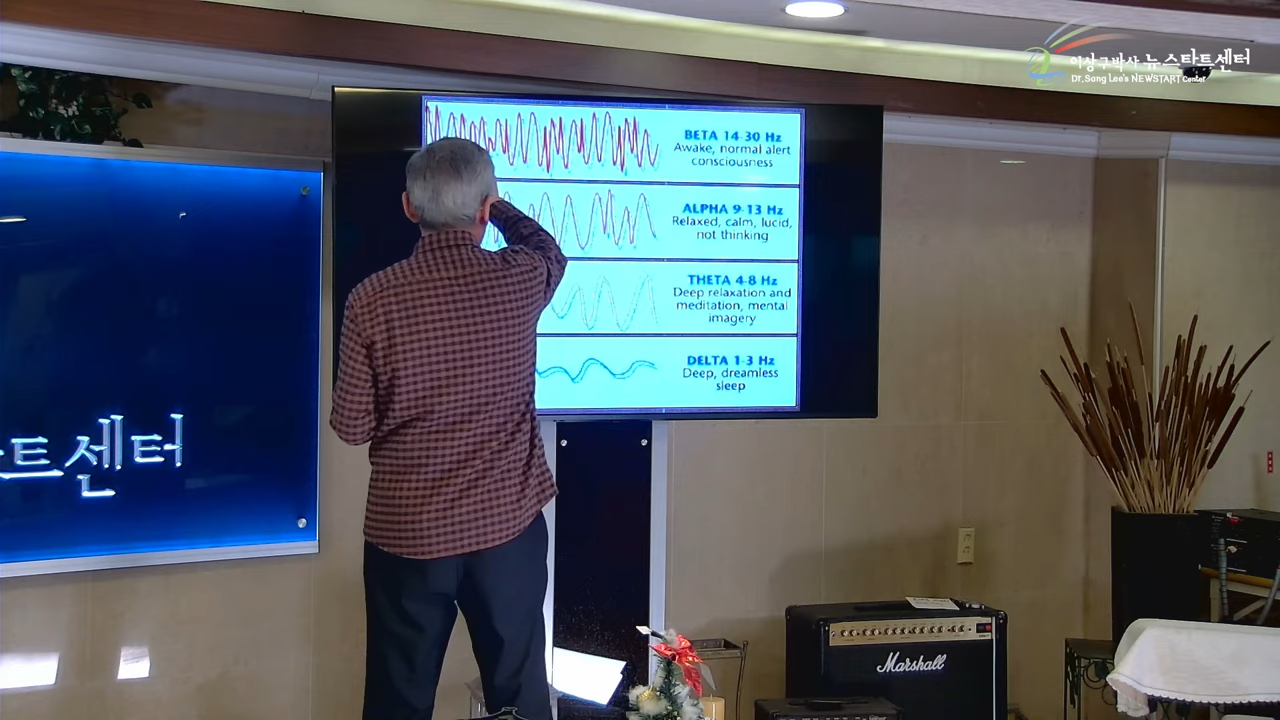 이상구박사 뉴스타트센터
Dr. Sang Lee's NEWSTART Center
BETA 14-30 Hz
Awake, normal alert
consciousness
ALPHA 9-13 Hz
Relaxed, calm, lucid,
not thinking
THETA 4-8 Hz
Deep relaxation and
meditation, mental
imagery
DELTA 1-3 Hz
Deep, dreamless
sleep
트센터
Marshall